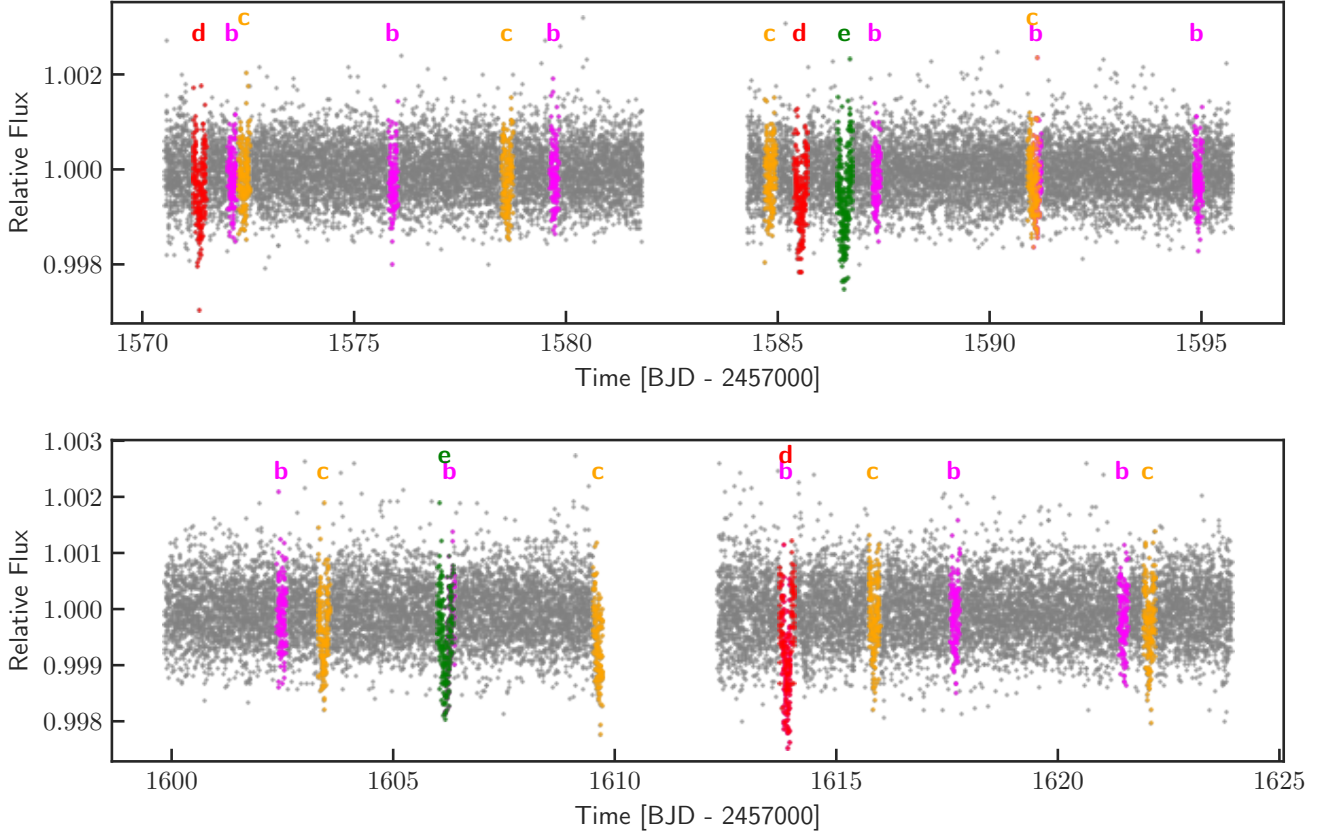 c c
d b b c b c d e b b b
1.002
1.000
0.998
Relative Flux
1570 1575 1580 1585 1590 1595
Time [BJD - 2457000]
1.003
e d
b c b c b c b b c
1.002
1.001
1.000
0.999
0.998
Relative Flux
1600 1605 1610 1615 1620 1625
Time [BJD - 2457000]